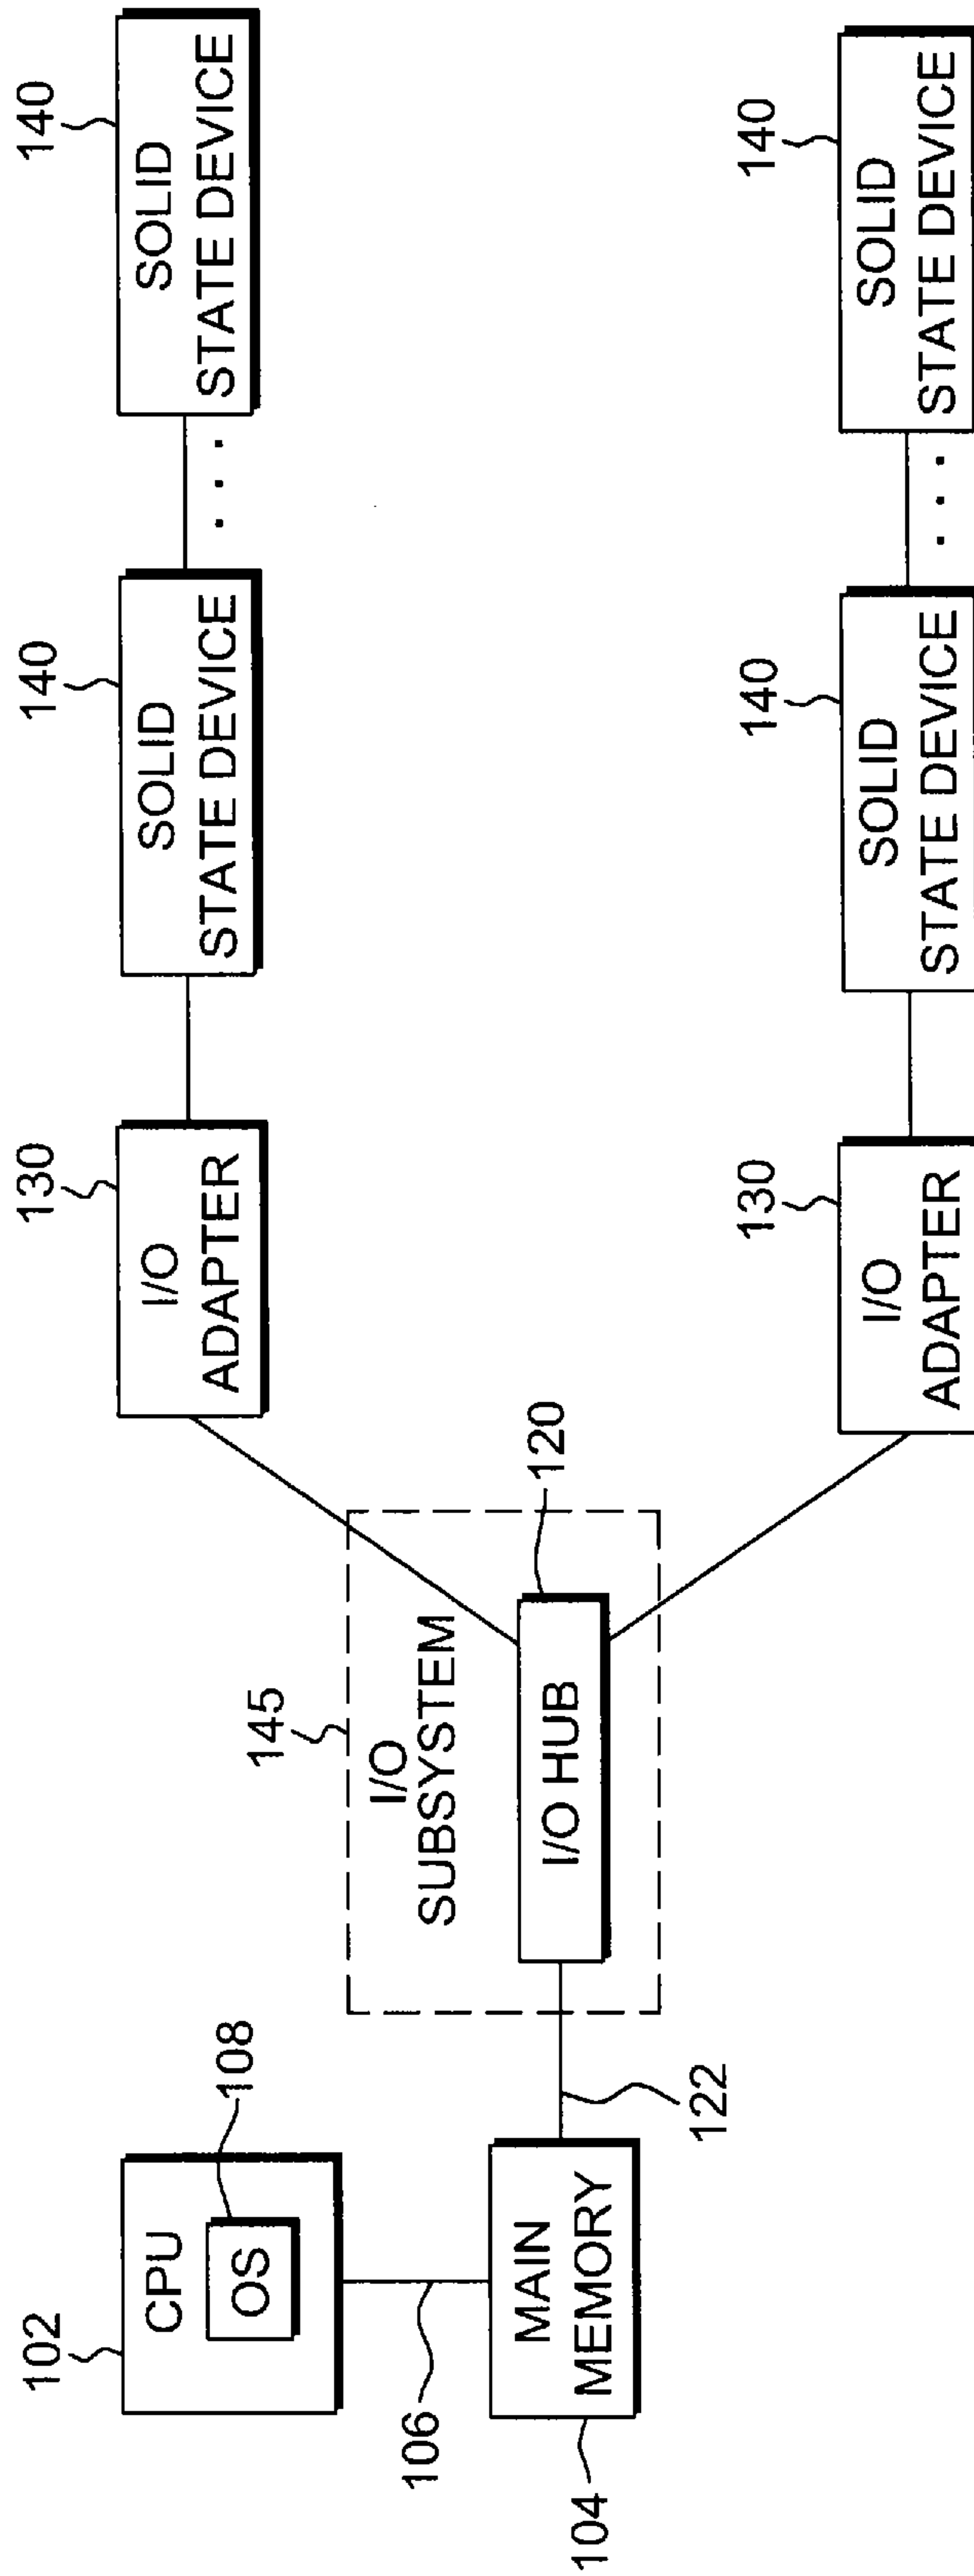 102
CPU
OS
108
106
MAIN
MEMORY
104
122
145
I/O
SUBSYSTEM
I/O HUB
120
130
I/O
ADAPTER
140
SOLID
STATE DEVICE
. . .
140
SOLID
STATE DEVICE
130
I/O
ADAPTER
140
SOLID
STATE DEVICE
. . .
140
SOLID
STATE DEVICE